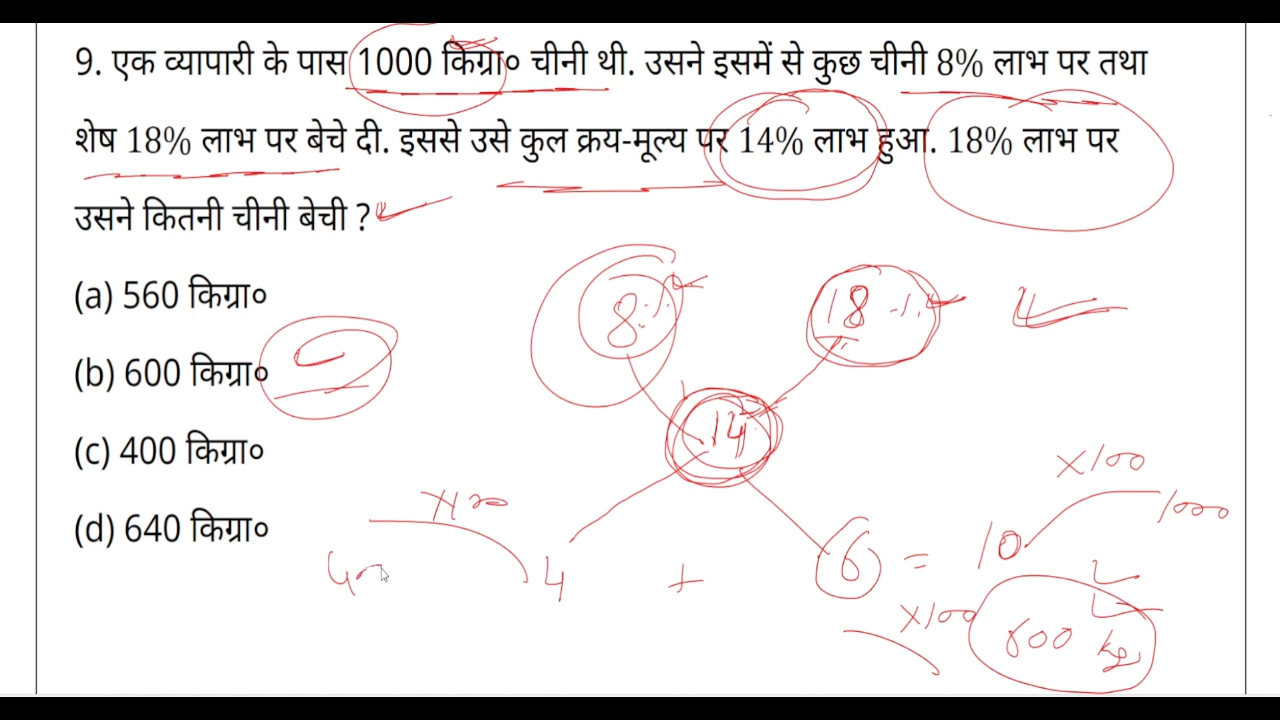 9. एक व्यापारी के पास 1000 किग्रा० चीनी थी. उसने इसमें से कुछ चीनी 8% लाभ पर तथा
शेष 18% लाभ पर बेचे दी. इससे उसे कुल क्रय-मूल्य पर 14% लाभ हुआ. 18% लाभ पर
उसने कितनी चीनी बेची ?
(a) 560 किग्रा०
8% 18%
(b) 600 किग्रा०
14
(c) 400 किग्रा०
×100
×100 1000
(d) 640 किग्रा०
400 4 + 6 = 10
×100 600 kg